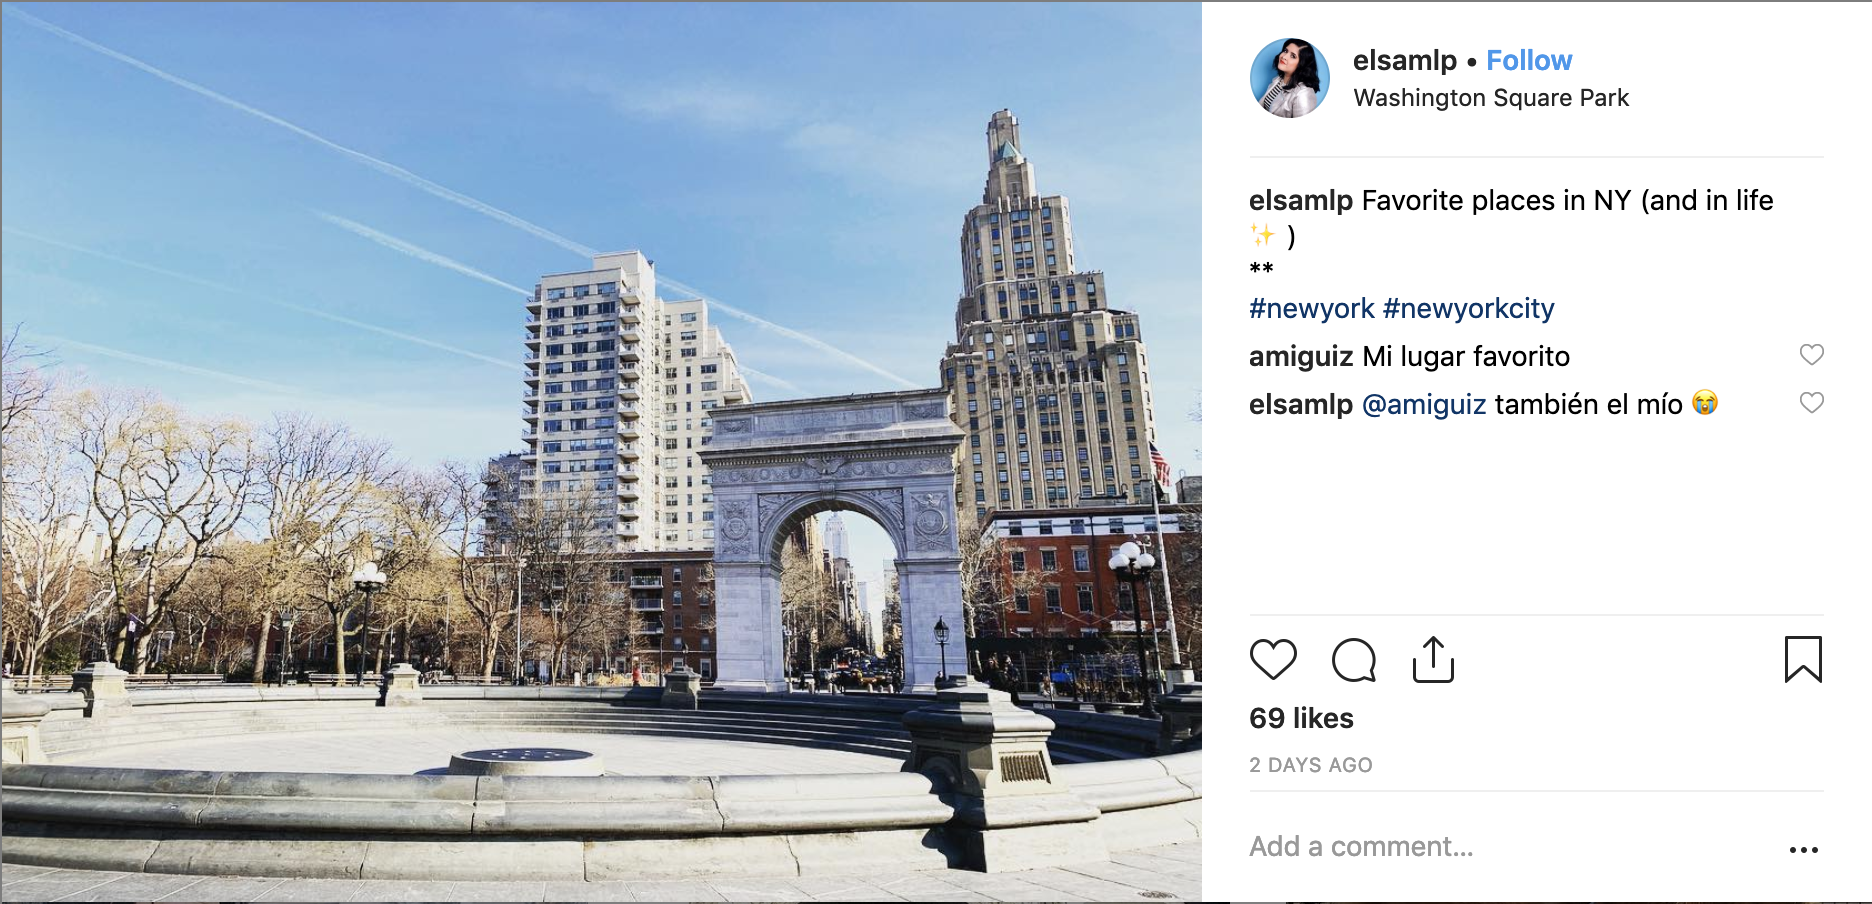 elsamlp • Follow
Washington Square Park
elsamlp Favorite places in NY (and in life
✨ )
**
#newyork #newyorkcity
amiguiz Mi lugar favorito
elsamlp @amiguiz también el mío 😭
69 likes
2 DAYS AGO
Add a comment...